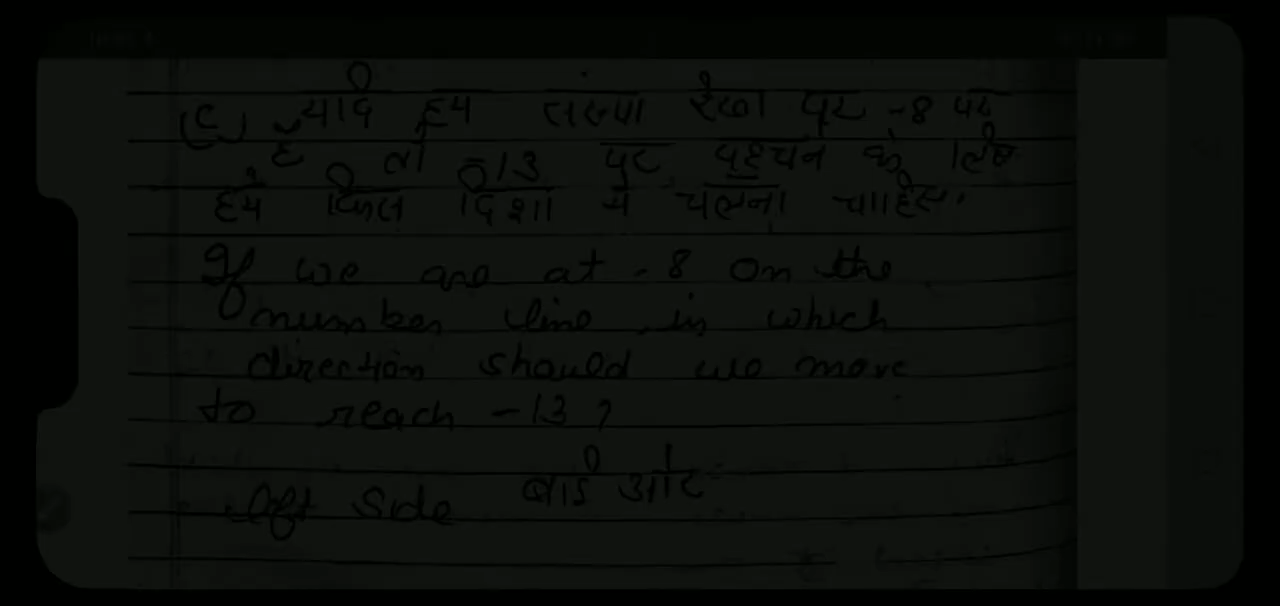 (c) यदि हम संख्या रेखा पर -8 पर
है तो -13 पर पहुचने के लिए
हमे किस दिशा मे चलना चाहिए.
If we are at -8 on the
number line, in which
direction should we move
to reach -13 ?
left side बाई ओर